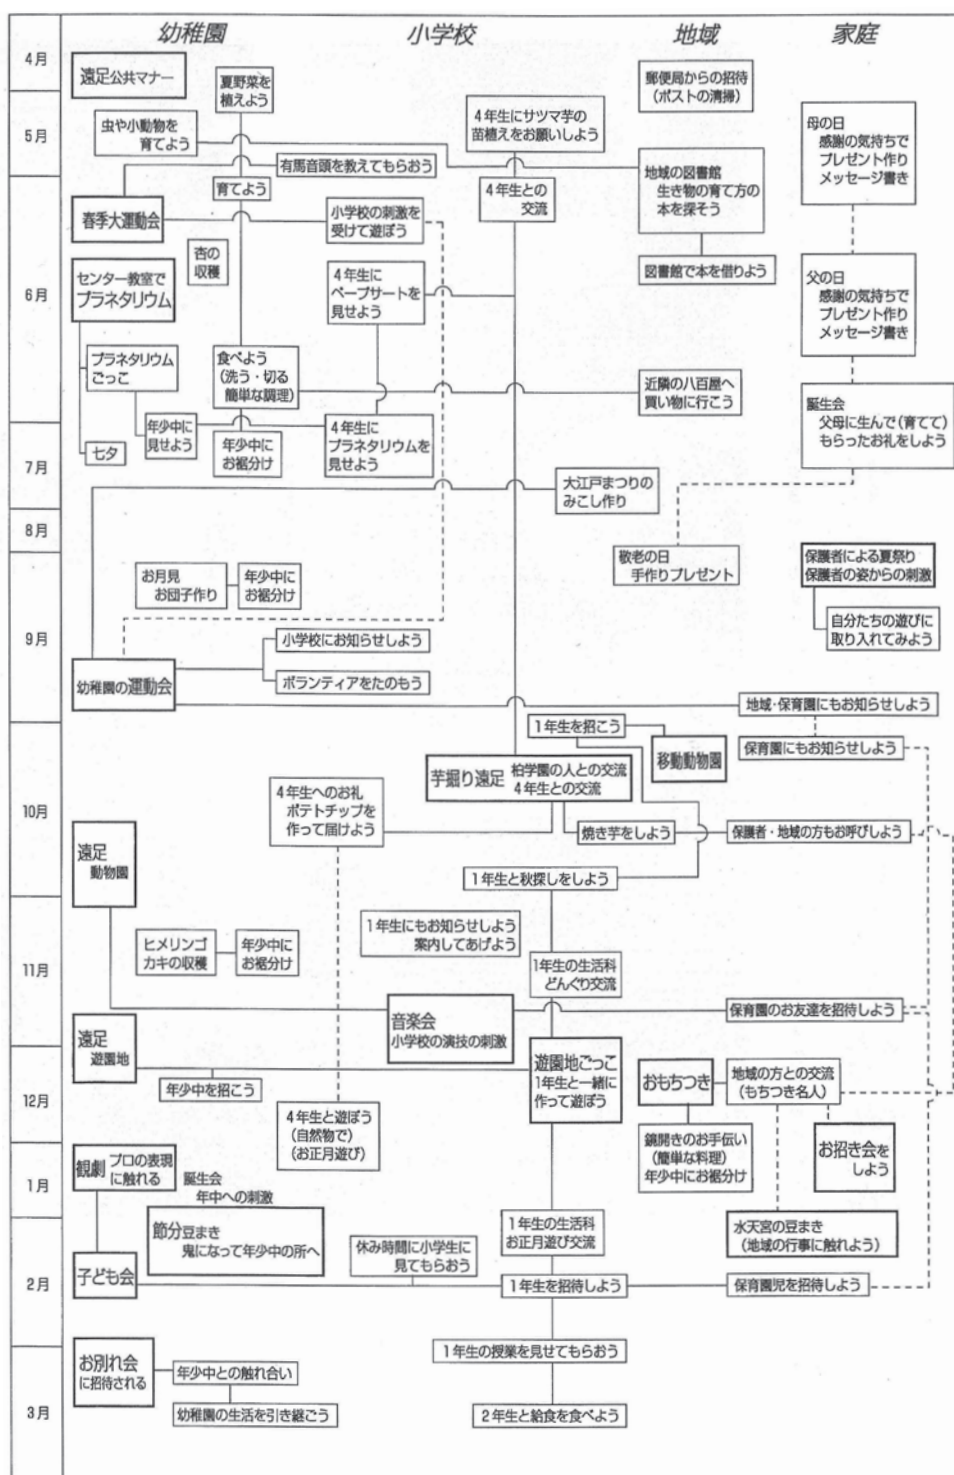 幼稚園
小学校
地域
家庭
4月
遠足公共マナー
夏野菜を
植えよう
郵便局からの招待
(ポストの清掃)
5月
虫や小動物を
育てよう
4年生にサツマ芋の
苗植えをお願いしよう
母の日
感謝の気持ちで
プレゼント作り
メッセージ書き
有馬音頭を教えてもらおう
地域の図書館
生き物の育て方の
本を探そう
育てよう
4年生との
交流
6月
春季大運動会
小学校の刺激を
受けて遊ぼう
杏の
収穫
図書館で本を借りよう
センター教室で
プラネタリウム
4年生に
ペープサートを
見せよう
父の日
感謝の気持ちで
プレゼント作り
メッセージ書き
プラネタリウム
ごっこ
食べよう
(洗う・切る
簡単な調理)
近隣の八百屋へ
買い物に行こう
誕生会
父母に生んで(育てて)
もらったお礼をしよう
年少中に
見せよう
4年生に
プラネタリウムを
見せよう
7月
七夕
年少中に
お裾分け
大江戸まつりの
みこし作り
8月
敬老の日
手作りプレゼント
保護者による夏祭り
保護者の姿からの刺激
9月
お月見
お団子作り
年少中に
お裾分け
自分たちの遊びに
取り入れてみよう
小学校にお知らせしよう
幼稚園の運動会
ボランティアをたのもう
地域・保育園にもお知らせしよう
10月
1年生を招こう
移動動物園
保育園にもお知らせしよう
芋掘り遠足 柏学園の人との交流
4年生との交流
4年生へのお礼
ポテトチップを
作って届けよう
焼き芋をしよう
保護者・地域の方もお呼びしよう
遠足
動物園
1年生と秋探しをしよう
11月
1年生にもお知らせしよう
案内してあげよう
ヒメリンゴ
カキの収穫
年少中に
お裾分け
1年生の生活科
どんぐり交流
音楽会
小学校の演技の刺激
保育園のお友達を招待しよう
遠足
遊園地
12月
遊園地ごっこ
1年生と一緒に
作って遊ぼう
おもちつき
地域の方との交流
(もちつき名人)
年少中を招こう
4年生と遊ぼう
(自然物で)
(お正月遊び)
鏡開きのお手伝い
(簡単な料理)
年少中にお裾分け
お招き会を
しよう
1月
観劇 プロの表現
に触れる
誕生会
年中への刺激
節分豆まき
鬼になって年少中の所へ
1年生の生活科
お正月遊び交流
水天宮の豆まき
(地域の行事に触れよう)
2月
休み時間に小学生に
見てもらおう
子ども会
1年生を招待しよう
保育園児を招待しよう
1年生の授業を見せてもらおう
3月
お別れ会
に招待される
年少中との触れ合い
幼稚園の生活を引き継ごう
2年生と給食を食べよう